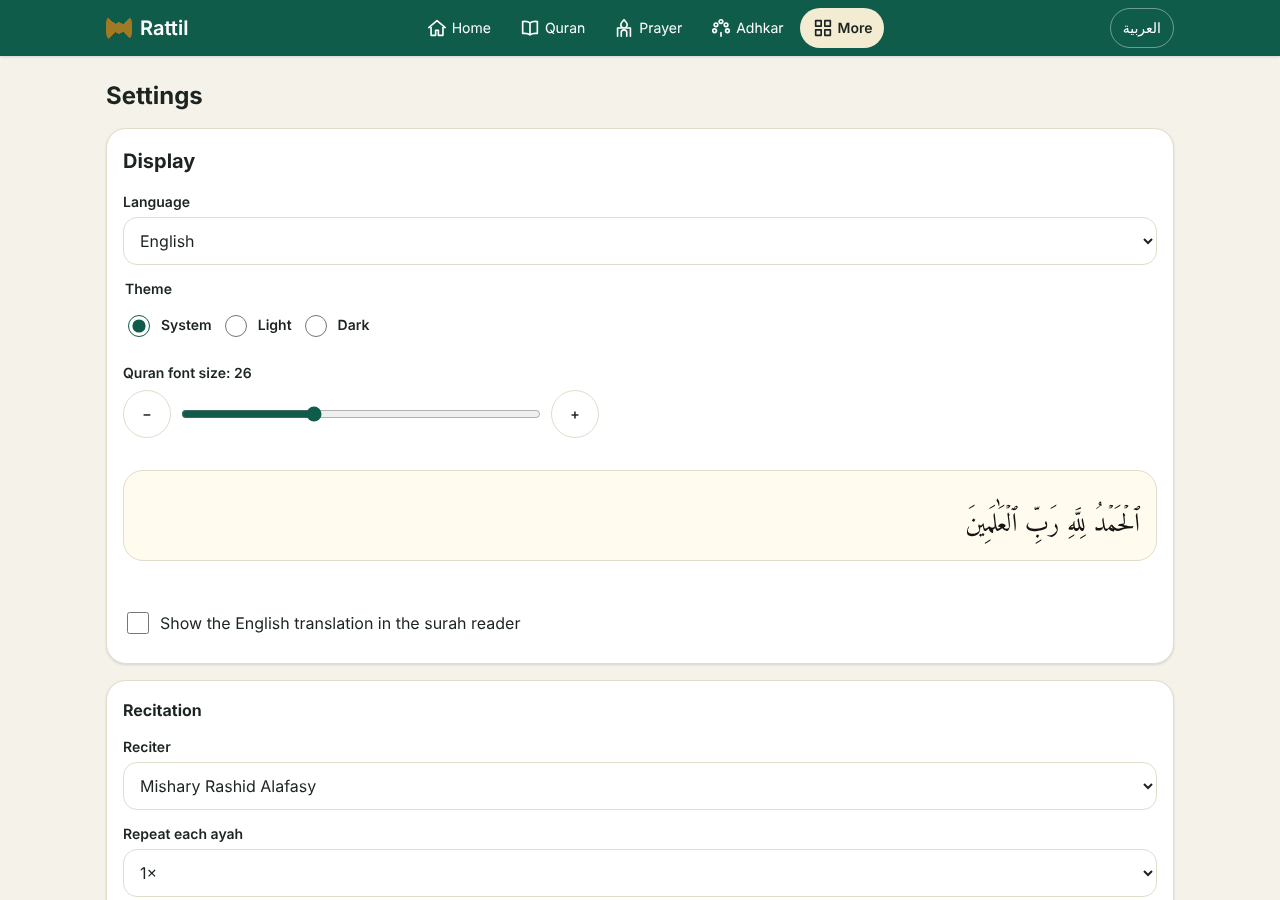 Rattil
Home
Quran
Prayer
Adhkar
More
العربية
Settings
Display
Language
English
Theme
System
Light
Dark
Quran font size: 26
−
+
ٱلْحَمْدُ لِلَّهِ رَبِّ ٱلْعَٰلَمِينَ
Show the English translation in the surah reader
Recitation
Reciter
Mishary Rashid Alafasy
Repeat each ayah
1×